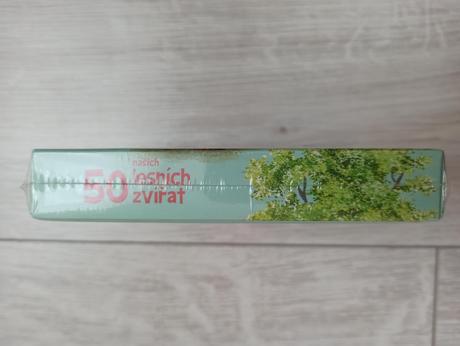 50
našich
lesních
zvířat